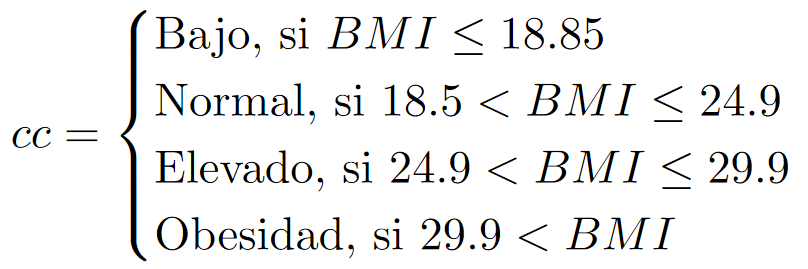 cc =
Bajo, si BMI ≤ 18.85
Normal, si 18.5 < BMI ≤ 24.9
Elevado, si 24.9 < BMI ≤ 29.9
Obesidad, si 29.9 < BMI